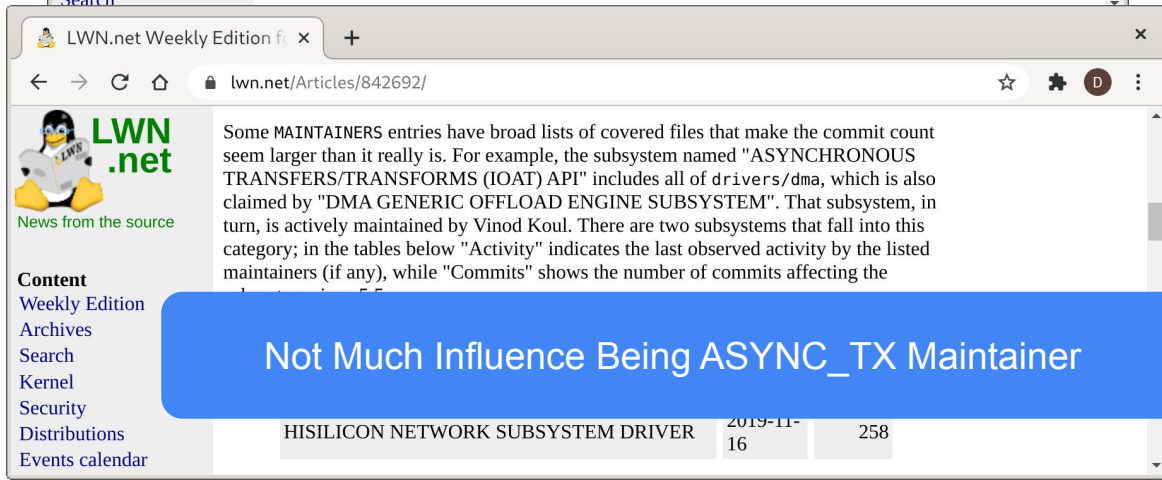 Search
LWN.net Weekly Edition fo
lwn.net/Articles/842692/
D
LWN
.net
News from the source
Content
Weekly Edition
Archives
Search
Kernel
Security
Distributions
Events calendar
Some MAINTAINERS entries have broad lists of covered files that make the commit count
seem larger than it really is. For example, the subsystem named "ASYNCHRONOUS
TRANSFERS/TRANSFORMS (IOAT) API" includes all of drivers/dma, which is also
claimed by "DMA GENERIC OFFLOAD ENGINE SUBSYSTEM". That subsystem, in
turn, is actively maintained by Vinod Koul. There are two subsystems that fall into this
category; in the tables below "Activity" indicates the last observed activity by the listed
maintainers (if any), while "Commits" shows the number of commits affecting the
Not Much Influence Being ASYNC_TX Maintainer
HISILICON NETWORK SUBSYSTEM DRIVER 2019-11-
16 258